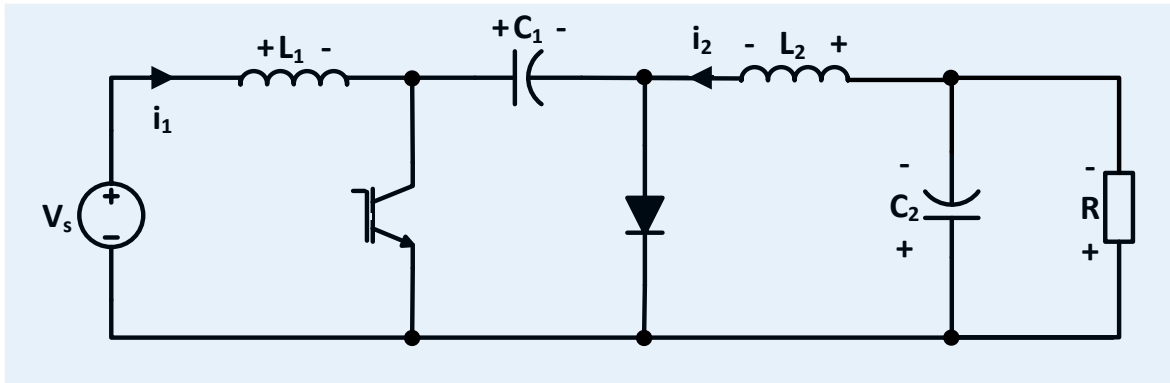 + L₁ -
+ C₁ -
i₂
- L₂ +
i₁
+
Vₛ
-
-
C₂
+
-
R
+